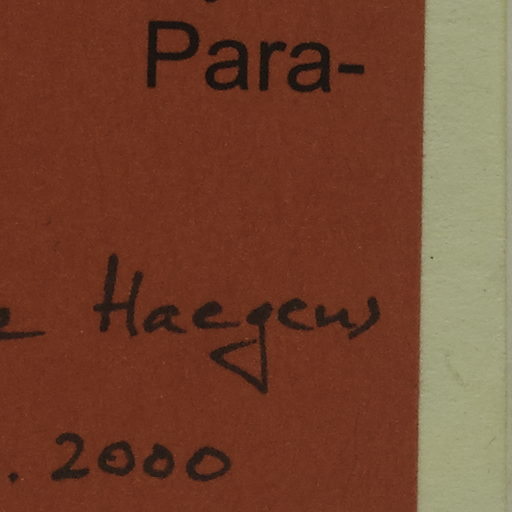 Para-
Haegens
. 2000